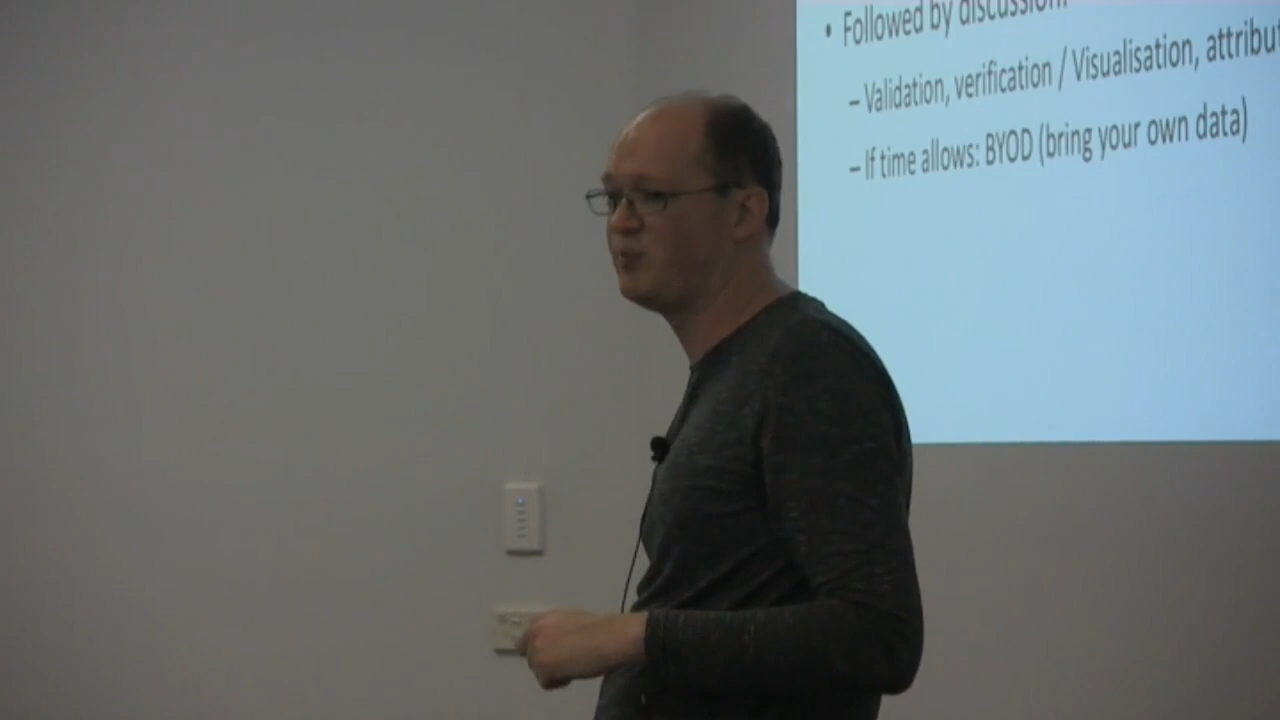 • Followed by discussion:
– Validation, verification / Visualisation, attribut
– If time allows: BYOD (bring your own data)